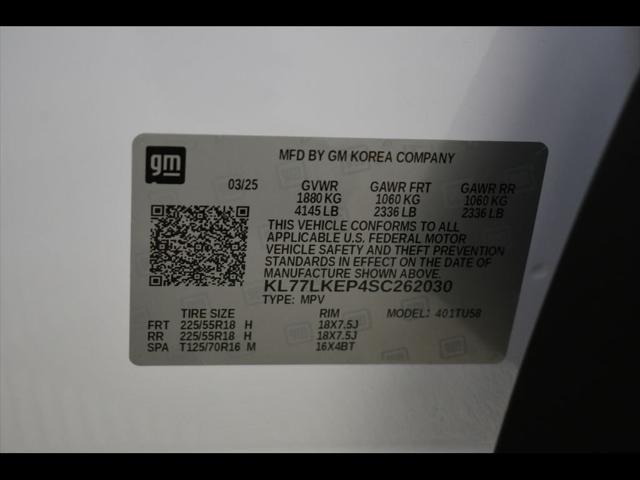 gm
MFD BY GM KOREA COMPANY
03/25 GVWR GAWR FRT GAWR RR
1880 KG 1060 KG 1060 KG
4145 LB 2336 LB 2336 LB
THIS VEHICLE CONFORMS TO ALL
APPLICABLE U.S. FEDERAL MOTOR
VEHICLE SAFETY AND THEFT PREVENTION
STANDARDS IN EFFECT ON THE DATE OF
MANUFACTURE SHOWN ABOVE.
KL77LKEP4SC262030
TYPE: MPV
TIRE SIZE RIM MODEL: 401TU58
FRT 225/55R18 H 18X7.5J
RR 225/55R18 H 18X7.5J
SPA T125/70R16 M 16X4BT